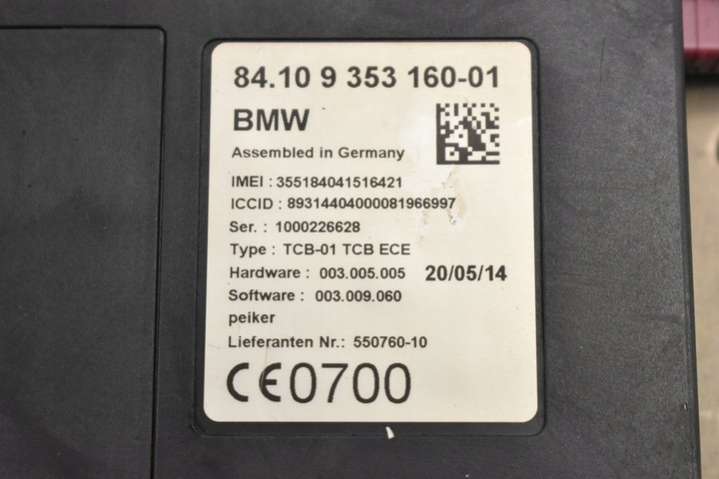 84.10 9 353 160-01
BMW
Assembled in Germany
IMEI : 355184041516421
ICCID : 89314404000081966997
Ser. : 1000226628
Type : TCB-01 TCB ECE
Hardware : 003.005.005 20/05/14
Software : 003.009.060
peiker
Lieferanten Nr.: 550760-10
CE0700